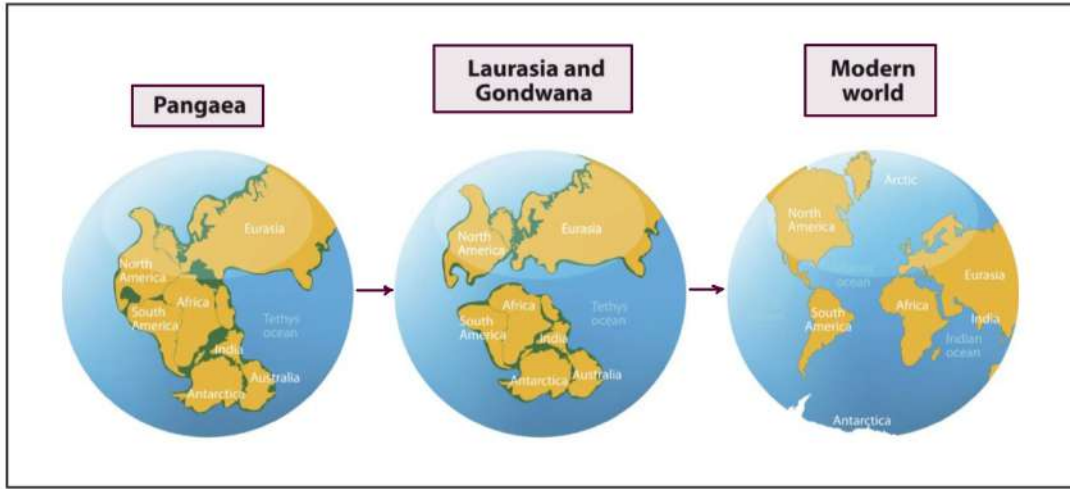 Pangaea
Laurasia and
Gondwana
Modern
world
Eurasia
North
America
Africa
South
America
Tethys
ocean
India
Australia
Antarctica
North
America
Eurasia
Africa
South
America
Tethys
ocean
India
Antarctica
Australia
Arctic
North
America
Eurasia
ocean
Africa
South
America
India
Indian
ocean
Antarctica